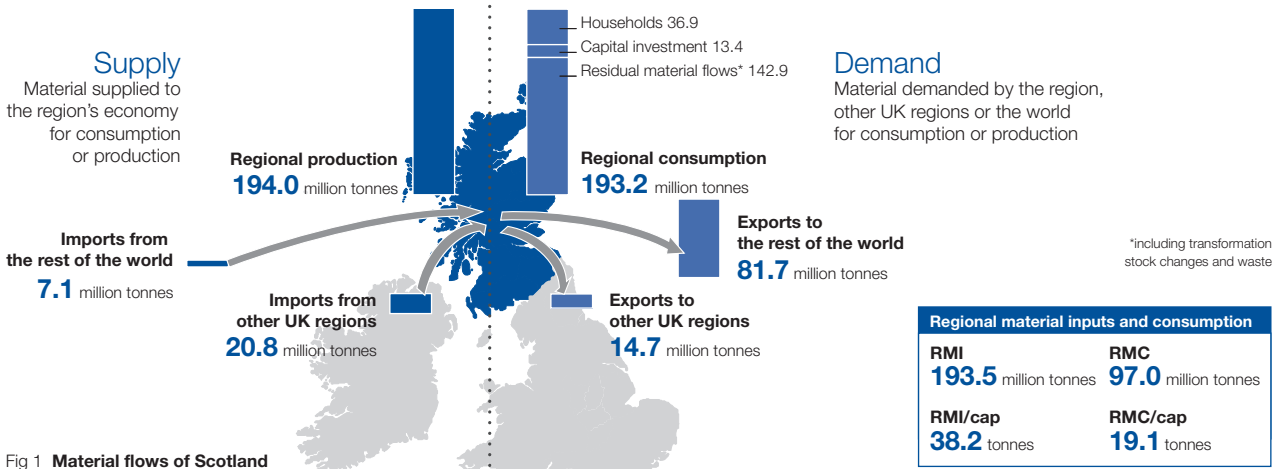 Supply
Material supplied to
the region's economy
for consumption
or production
Households 36.9
Capital investment 13.4
Residual material flows* 142.9
Demand
Material demanded by the region,
other UK regions or the world
for consumption or production
Regional production
194.0 million tonnes
Regional consumption
193.2 million tonnes
Imports from
the rest of the world
7.1 million tonnes
Exports to
the rest of the world
81.7 million tonnes
*including transformation
stock changes and waste
Imports from
other UK regions
20.8 million tonnes
Exports to
other UK regions
14.7 million tonnes
Regional material inputs and consumption
RMI RMC
193.5 million tonnes 97.0 million tonnes
RMI/cap RMC/cap
38.2 tonnes 19.1 tonnes
Fig 1 Material flows of Scotland